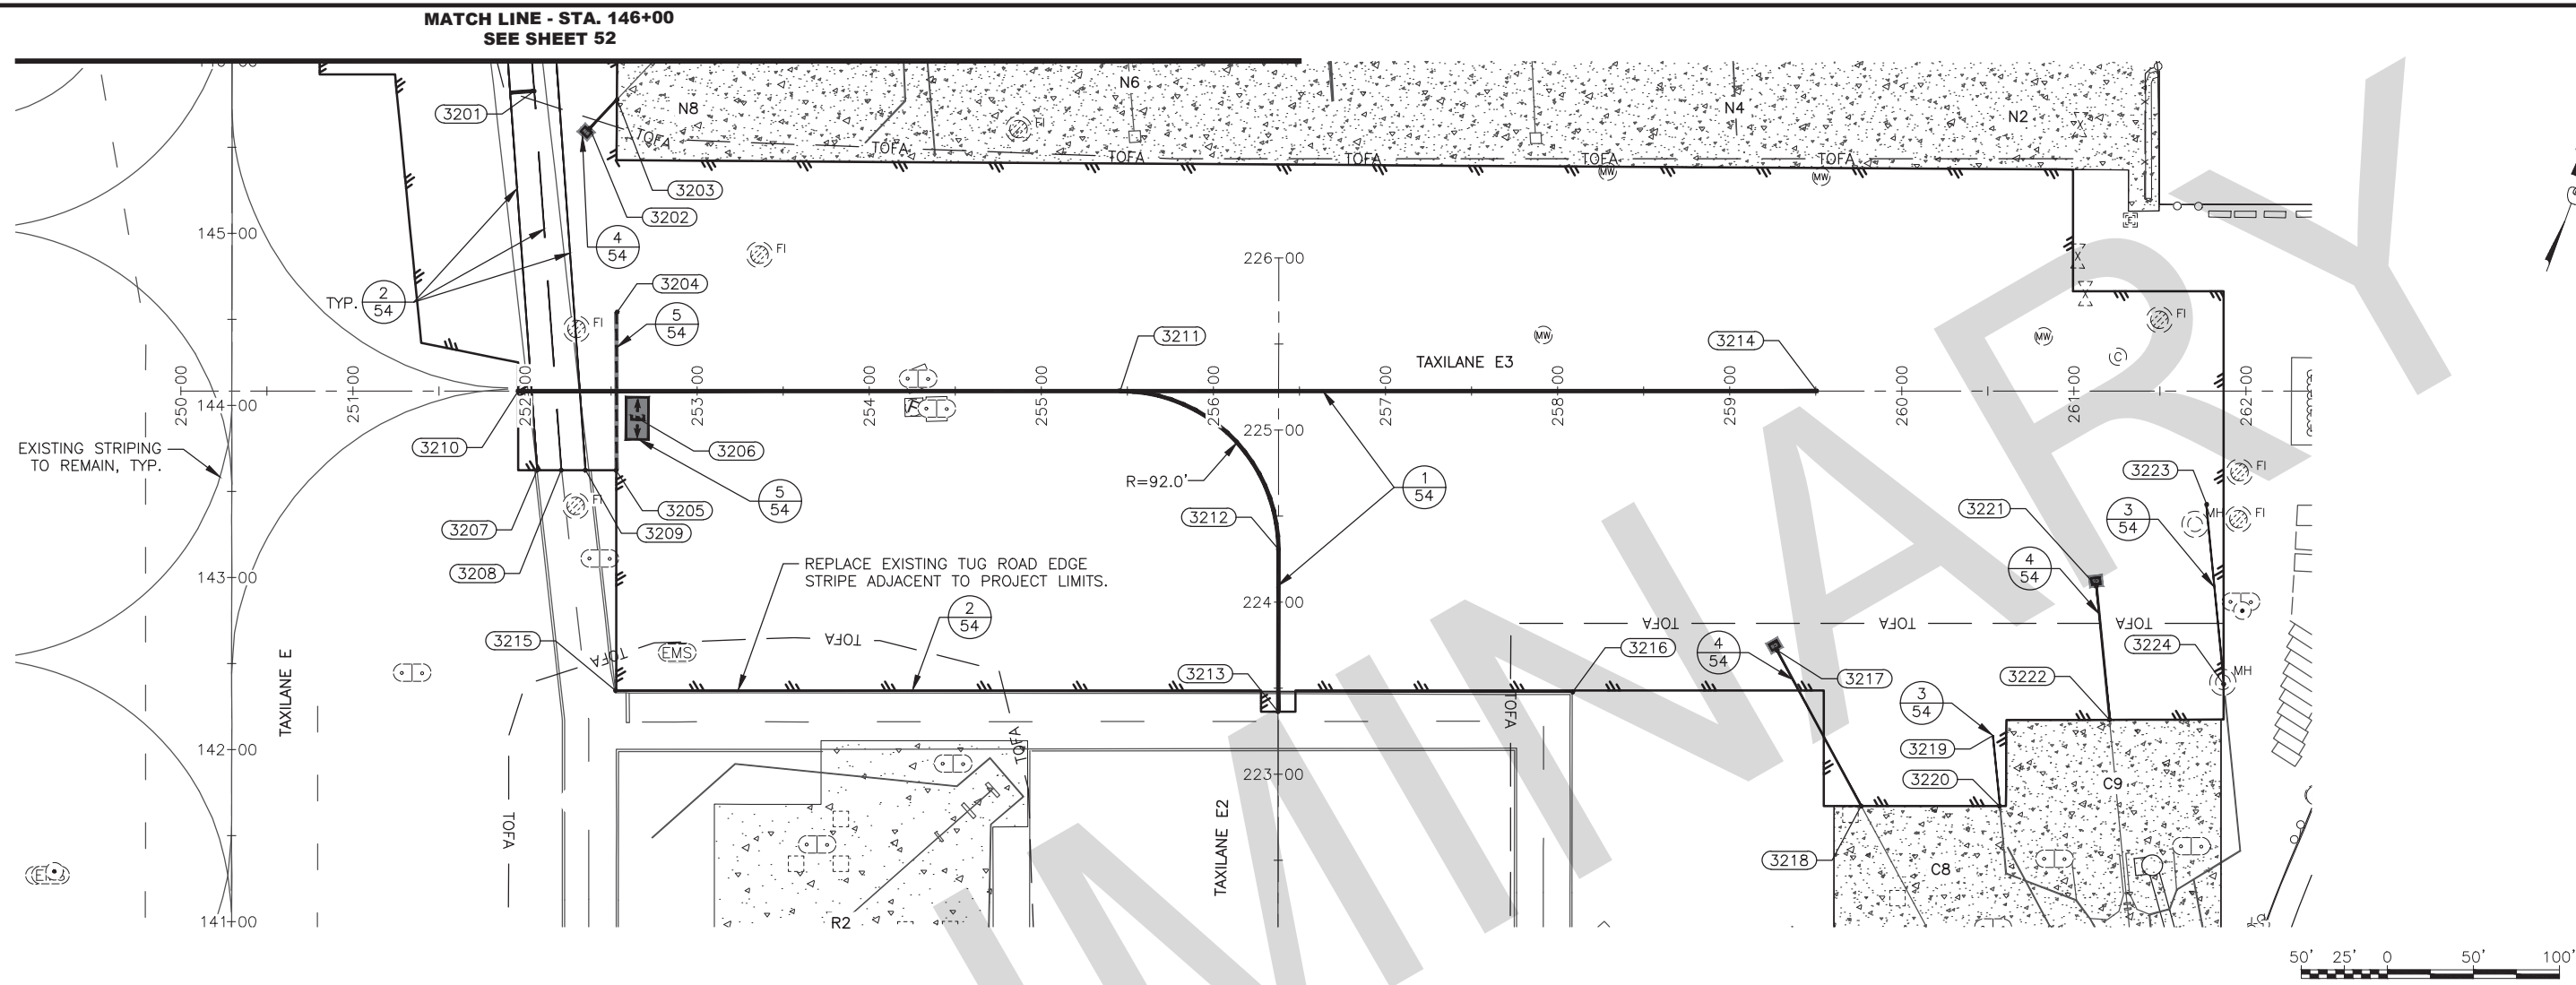 MATCH LINE - STA. 146+00
SEE SHEET 52
N8
N6
N4
N2
3201
FI
TOFA
TOFA
TOFA
TOFA
TOFA
TOFA
MW
MW
3203
3202
4
54
145+00
FI
226+00
E
X
X
X
3204
TYP.
2
54
5
54
FI
3211
MW
TAXILANE E3
3214
MW
C
FI
250+00
251+00
252+00
253+00
254+00
255+00
256+00
257+00
258+00
259+00
260+00
261+00
262+00
144+00
E
3210
3206
225+00
EXISTING STRIPING
TO REMAIN, TYP.
R=92.0'
1
54
3223
FI
5
54
3205
3221
MH
FI
3
54
3207
FI
3209
3212
143+00
3208
REPLACE EXISTING TUG ROAD EDGE
STRIPE ADJACENT TO PROJECT LIMITS.
4
54
224+00
2
54
TOFA
TOFA
TOFA
3215
TOFA
TOFA
EMS
3216
4
54
3224
MH
3213
3217
3222
TAXILANE E
3
54
TOFA
TOFA
142+00
3219
223+00
3220
C9
TOFA
TAXILANE E2
3218
C8
R2
141+00
50' 25' 0 50' 100'
PRELIMINARY